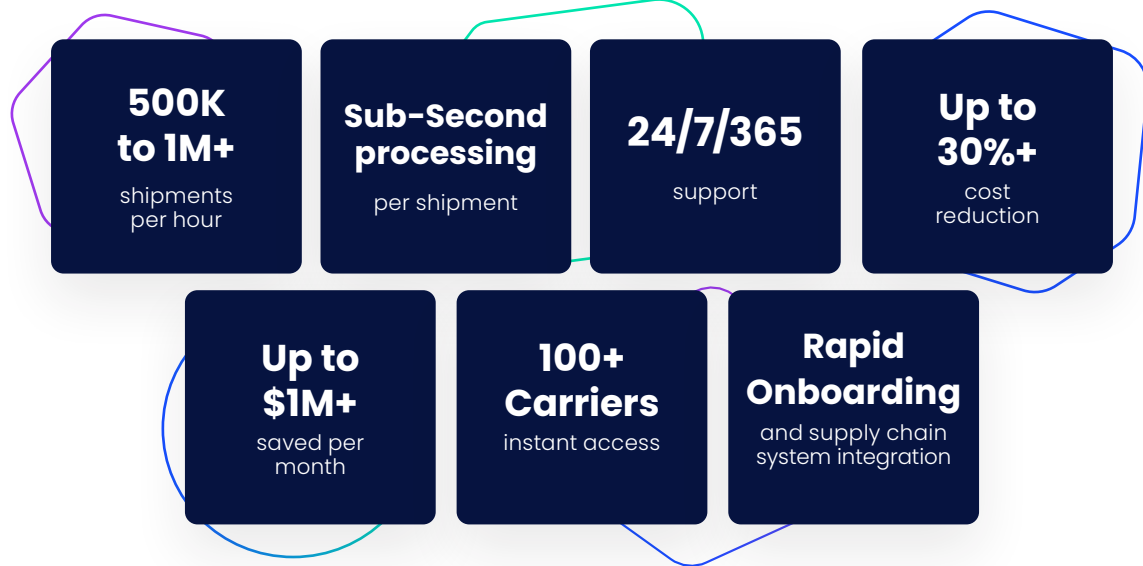 500K
to 1M+
shipments
per hour
Sub-Second
processing
per shipment
24/7/365
support
Up to
30%+
cost
reduction
Up to
$1M+
saved per
month
100+
Carriers
instant access
Rapid
Onboarding
and supply chain
system integration